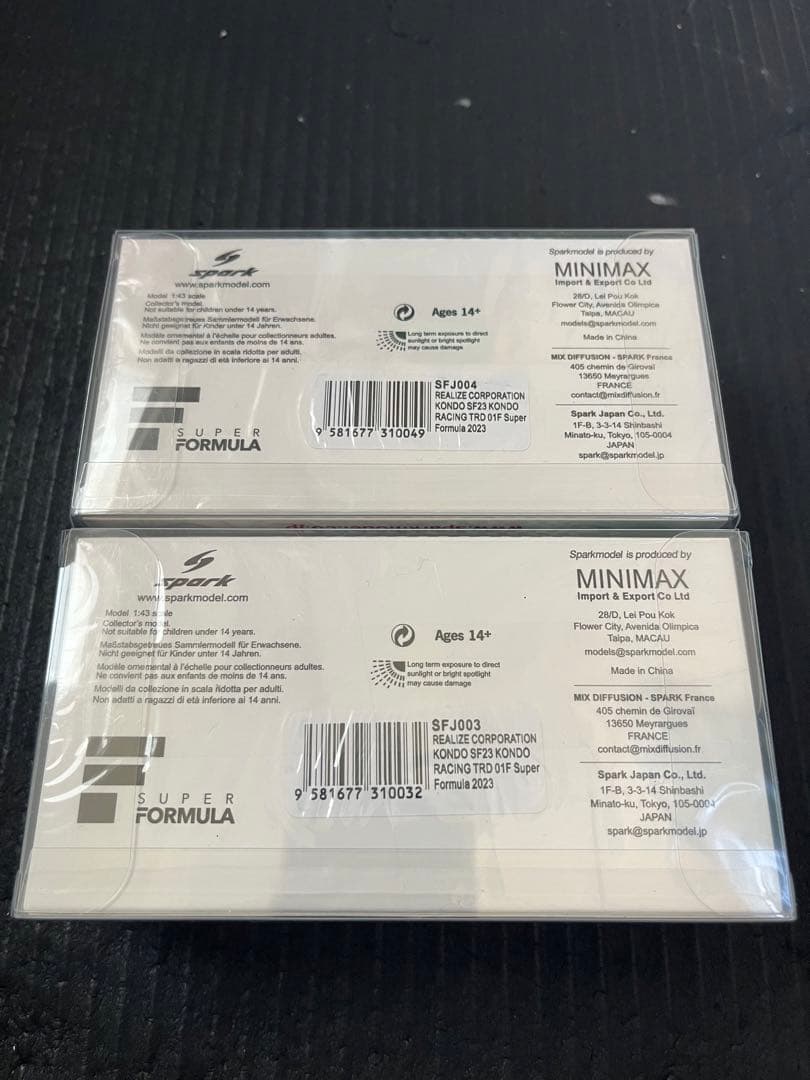 spark
www.sparkmodel.com
Model 1:43 scale
Collector's model.
Not suitable for children under 14 years.
Maßstabsgetreues Sammlermodell für Erwachsene.
Nicht geeignet für Kinder unter 14 Jahren.
Modèle ornemental à l'échelle pour collectionneurs adultes.
Ne convient pas aux enfants de moins de 14 ans.
Modelli da collezione in scala ridotta per adulti.
Non adatti a ragazzi di età inferiore ai 14 anni.
Ages 14+
Long term exposure to direct
sunlight or bright spotlight
may cause damage
SUPER
FORMULA
9 581677 310049
SFJ004
REALIZE CORPORATION
KONDO SF23 KONDO
RACING TRD 01F Super
Formula 2023
Sparkmodel is produced by
MINIMAX
Import & Export Co Ltd
28/D, Lei Pou Kok
Flower City, Avenida Olimpica
Taipa, MACAU
models@sparkmodel.com
Made in China
MIX DIFFUSION - SPARK France
405 chemin de Girovaï
13650 Meyrargues
FRANCE
contact@mixdiffusion.fr
Spark Japan Co., Ltd.
1F-B, 3-3-14 Shinbashi
Minato-ku, Tokyo, 105-0004
JAPAN
spark@sparkmodel.jp
spark
www.sparkmodel.com
Model 1:43 scale
Collector's model.
Not suitable for children under 14 years.
Maßstabsgetreues Sammlermodell für Erwachsene.
Nicht geeignet für Kinder unter 14 Jahren.
Modèle ornemental à l'échelle pour collectionneurs adultes.
Ne convient pas aux enfants de moins de 14 ans.
Modelli da collezione in scala ridotta per adulti.
Non adatti a ragazzi di età inferiore ai 14 anni.
Ages 14+
Long term exposure to direct
sunlight or bright spotlight
may cause damage
SUPER
FORMULA
9 581677 310032
SFJ003
REALIZE CORPORATION
KONDO SF23 KONDO
RACING TRD 01F Super
Formula 2023
Sparkmodel is produced by
MINIMAX
Import & Export Co Ltd
28/D, Lei Pou Kok
Flower City, Avenida Olimpica
Taipa, MACAU
models@sparkmodel.com
Made in China
MIX DIFFUSION - SPARK France
405 chemin de Girovaï
13650 Meyrargues
FRANCE
contact@mixdiffusion.fr
Spark Japan Co., Ltd.
1F-B, 3-3-14 Shinbashi
Minato-ku, Tokyo, 105-0004
JAPAN
spark@sparkmodel.jp